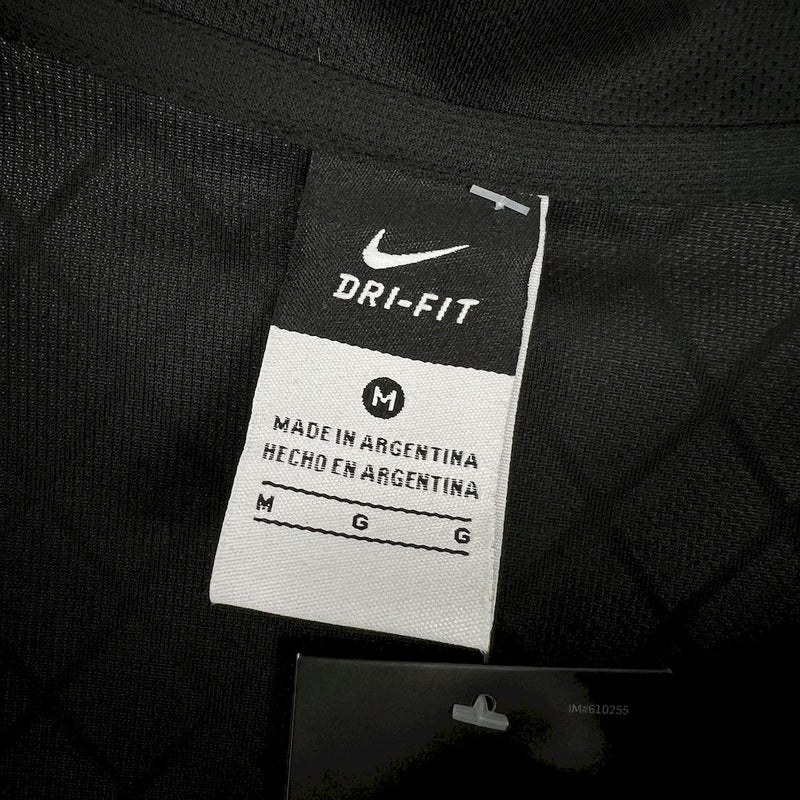 DRI-FIT
M
MADE IN ARGENTINA
HECHO EN ARGENTINA
M G G
IM#610255